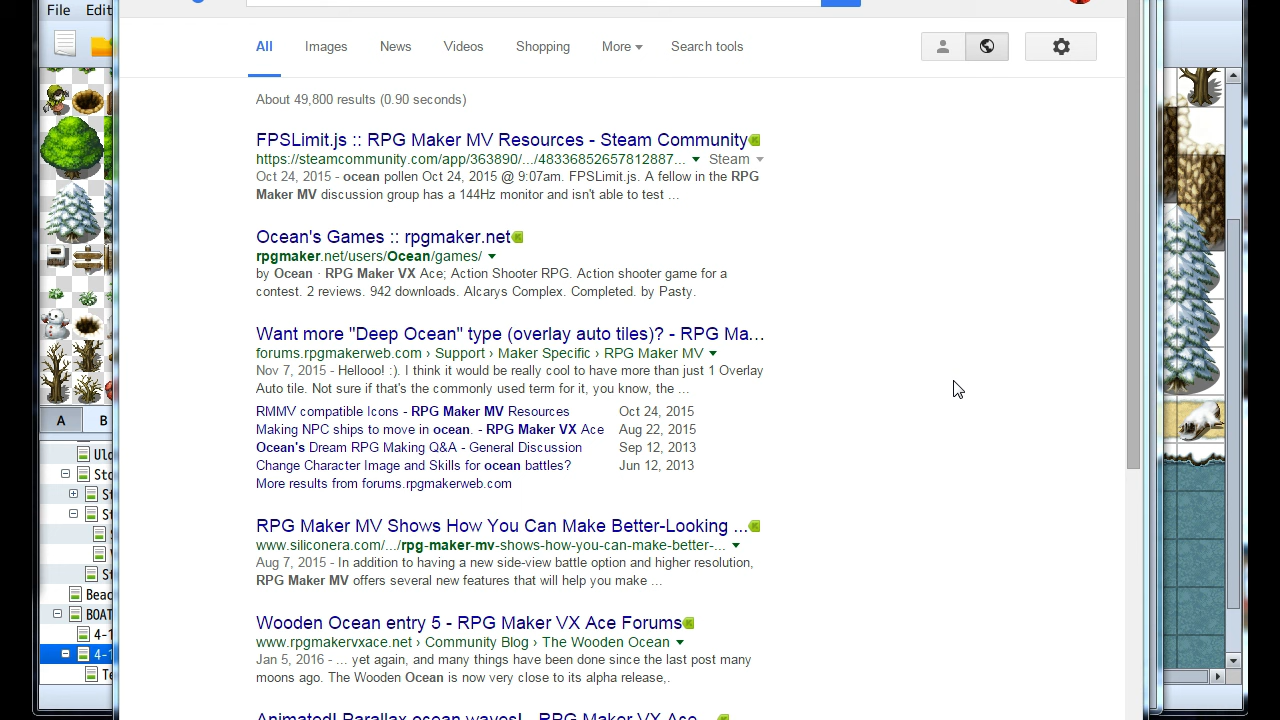 File Edit
All Images News Videos Shopping More Search tools
About 49,800 results (0.90 seconds)
FPSLimit.js :: RPG Maker MV Resources - Steam Community
https://steamcommunity.com/app/363890/.../48336852657812887... Steam
Oct 24, 2015 - ocean pollen Oct 24, 2015 @ 9:07am. FPSLimit.js. A fellow in the RPG
Maker MV discussion group has a 144Hz monitor and isn't able to test ...
Ocean's Games :: rpgmaker.net
rpgmaker.net/users/Ocean/games/
by Ocean · RPG Maker VX Ace; Action Shooter RPG. Action shooter game for a
contest. 2 reviews. 942 downloads. Alcarys Complex. Completed. by Pasty.
Want more "Deep Ocean" type (overlay auto tiles)? - RPG Ma...
forums.rpgmakerweb.com › Support › Maker Specific › RPG Maker MV
Nov 7, 2015 - Hellooo! :). I think it would be really cool to have more than just 1 Overlay
Auto tile. Not sure if that's the commonly used term for it, you know, the ...
RMMV compatible Icons - RPG Maker MV Resources Oct 24, 2015
Making NPC ships to move in ocean. - RPG Maker VX Ace Aug 22, 2015
Ocean's Dream RPG Making Q&A - General Discussion Sep 12, 2013
Change Character Image and Skills for ocean battles? Jun 12, 2013
More results from forums.rpgmakerweb.com
RPG Maker MV Shows How You Can Make Better-Looking ...
www.siliconera.com/.../rpg-maker-mv-shows-how-you-can-make-better-...
Aug 7, 2015 - In addition to having a new side-view battle option and higher resolution,
RPG Maker MV offers several new features that will help you make ...
Wooden Ocean entry 5 - RPG Maker VX Ace Forums
www.rpgmakervxace.net › Community Blog › The Wooden Ocean
Jan 5, 2016 - ... yet again, and many things have been done since the last post many
moons ago. The Wooden Ocean is now very close to its alpha release,.
Animated! Parallax ocean waves! - RPG Maker VX Ace ...
A B
BOAT
4-1
4-1